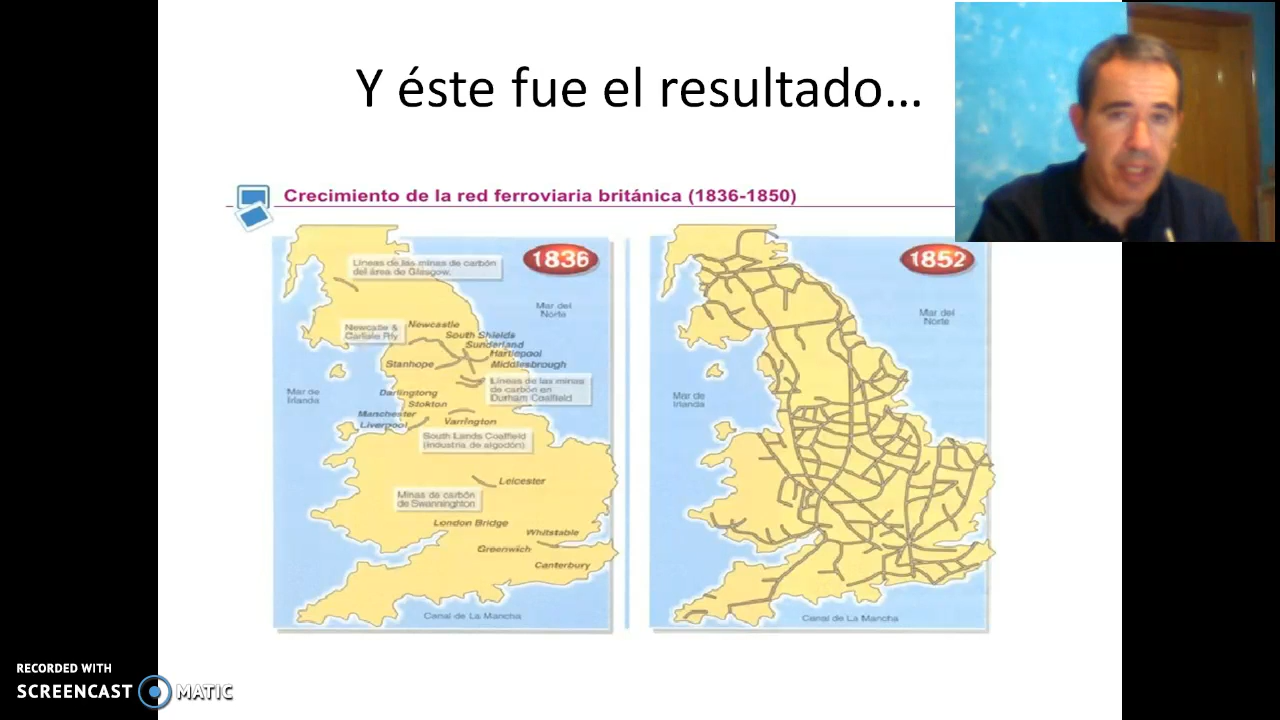 Y éste fue el resultado...
Crecimiento de la red ferroviaria británica (1836-1850)
1836
Líneas de las minas de carbón
del área de Glasgow.
Mar del
Norte
Newcastle &
Carlisle Rly
Newcastle
South Shields
Sunderland
Hartlepool
Stanhope
Middlesbrough
Mar de
Irlanda
Líneas de las minas
de carbón en
Durham Coalfield
Darlingtong
Stokton
Manchester
Liverpool
Varrington
South Lands Coalfield
(industria de algodón)
Leicester
Minas de carbón
de Swanninghton
London Bridge
Whitstable
Greenwich
Canterbury
Canal de La Mancha
1852
Mar del
Norte
Mar de
Irlanda
Canal de La Mancha
RECORDED WITH
SCREENCAST MATIC